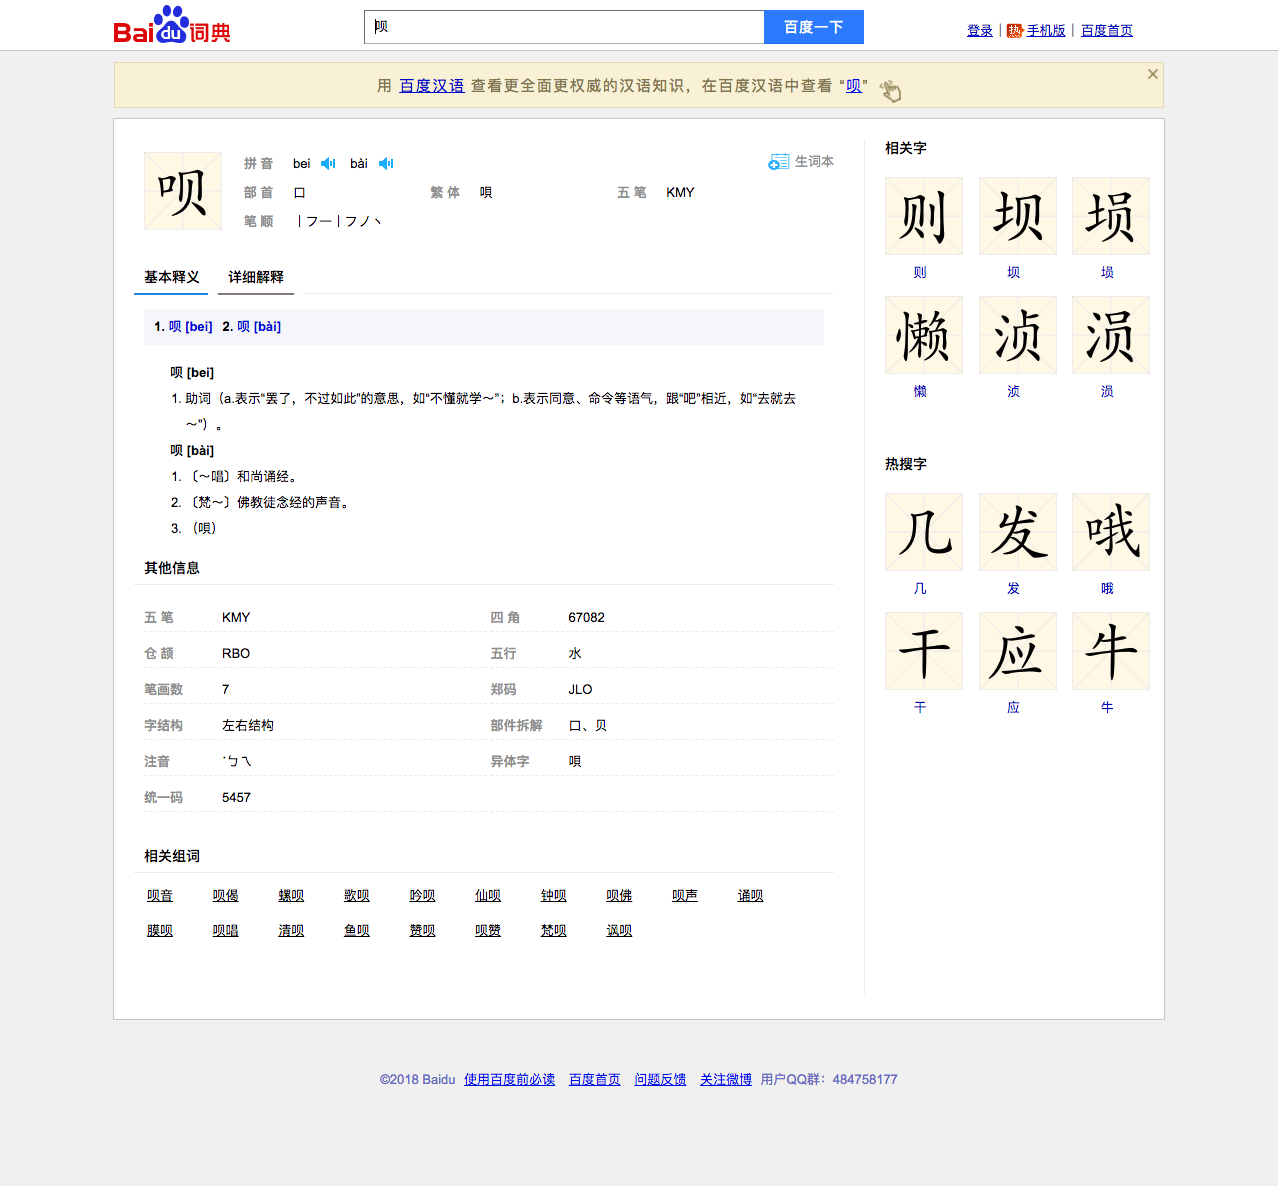 Bai du 词典
呗
百度一下
登录 | 热 手机版 | 百度首页
用 百度汉语 查看更全面更权威的汉语知识，在百度汉语中查看 “呗”
呗
拼 音 bei bài
生词本
部 首 口 繁 体 唄 五 笔 KMY
笔 顺 丨フ一丨フノ丶
基本释义 详细解释
1. 呗 [bei] 2. 呗 [bài]
呗 [bei]
1. 助词（a.表示“罢了，不过如此”的意思，如“不懂就学～”；b.表示同意、命令等语气，跟“吧”相近，如“去就去
～”）。
呗 [bài]
1. 〔～唱〕和尚诵经。
2. 〔梵～〕佛教徒念经的声音。
3. （唄）
其他信息
五 笔 KMY 四 角 67082
仓 颉 RBO 五行 水
笔画数 7 郑码 JLO
字结构 左右结构 部件拆解 口、贝
注音 ˙ㄅㄟ 异体字 唄
统一码 5457
相关组词
呗音 呗偈 螺呗 歌呗 吟呗 仙呗 钟呗 呗佛 呗声 诵呗
膜呗 呗唱 清呗 鱼呗 赞呗 呗赞 梵呗 讽呗
相关字
则 坝 埙
则 坝 埙
懒 浈 涢
懒 浈 涢
热搜字
几 发 哦
几 发 哦
干 应 牛
干 应 牛
©2018 Baidu 使用百度前必读 百度首页 问题反馈 关注微博 用户QQ群：484758177